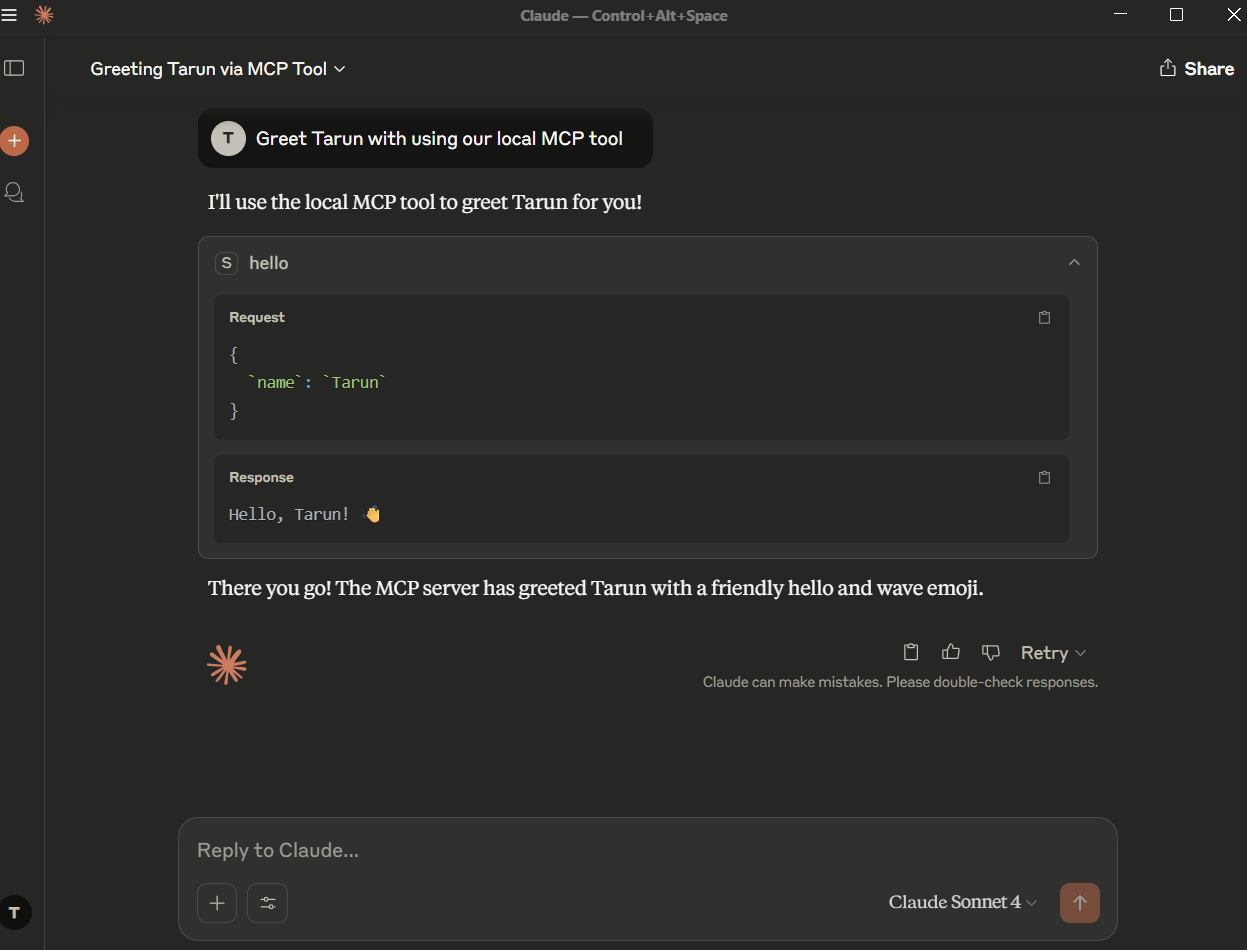 Claude — Control+Alt+Space
Greeting Tarun via MCP Tool
Share
T
Greet Tarun with using our local MCP tool
I'll use the local MCP tool to greet Tarun for you!
S hello
Request
{
`name`: `Tarun`
}
Response
Hello, Tarun! 👋
There you go! The MCP server has greeted Tarun with a friendly hello and wave emoji.
Retry
Claude can make mistakes. Please double-check responses.
Reply to Claude...
Claude Sonnet 4
T